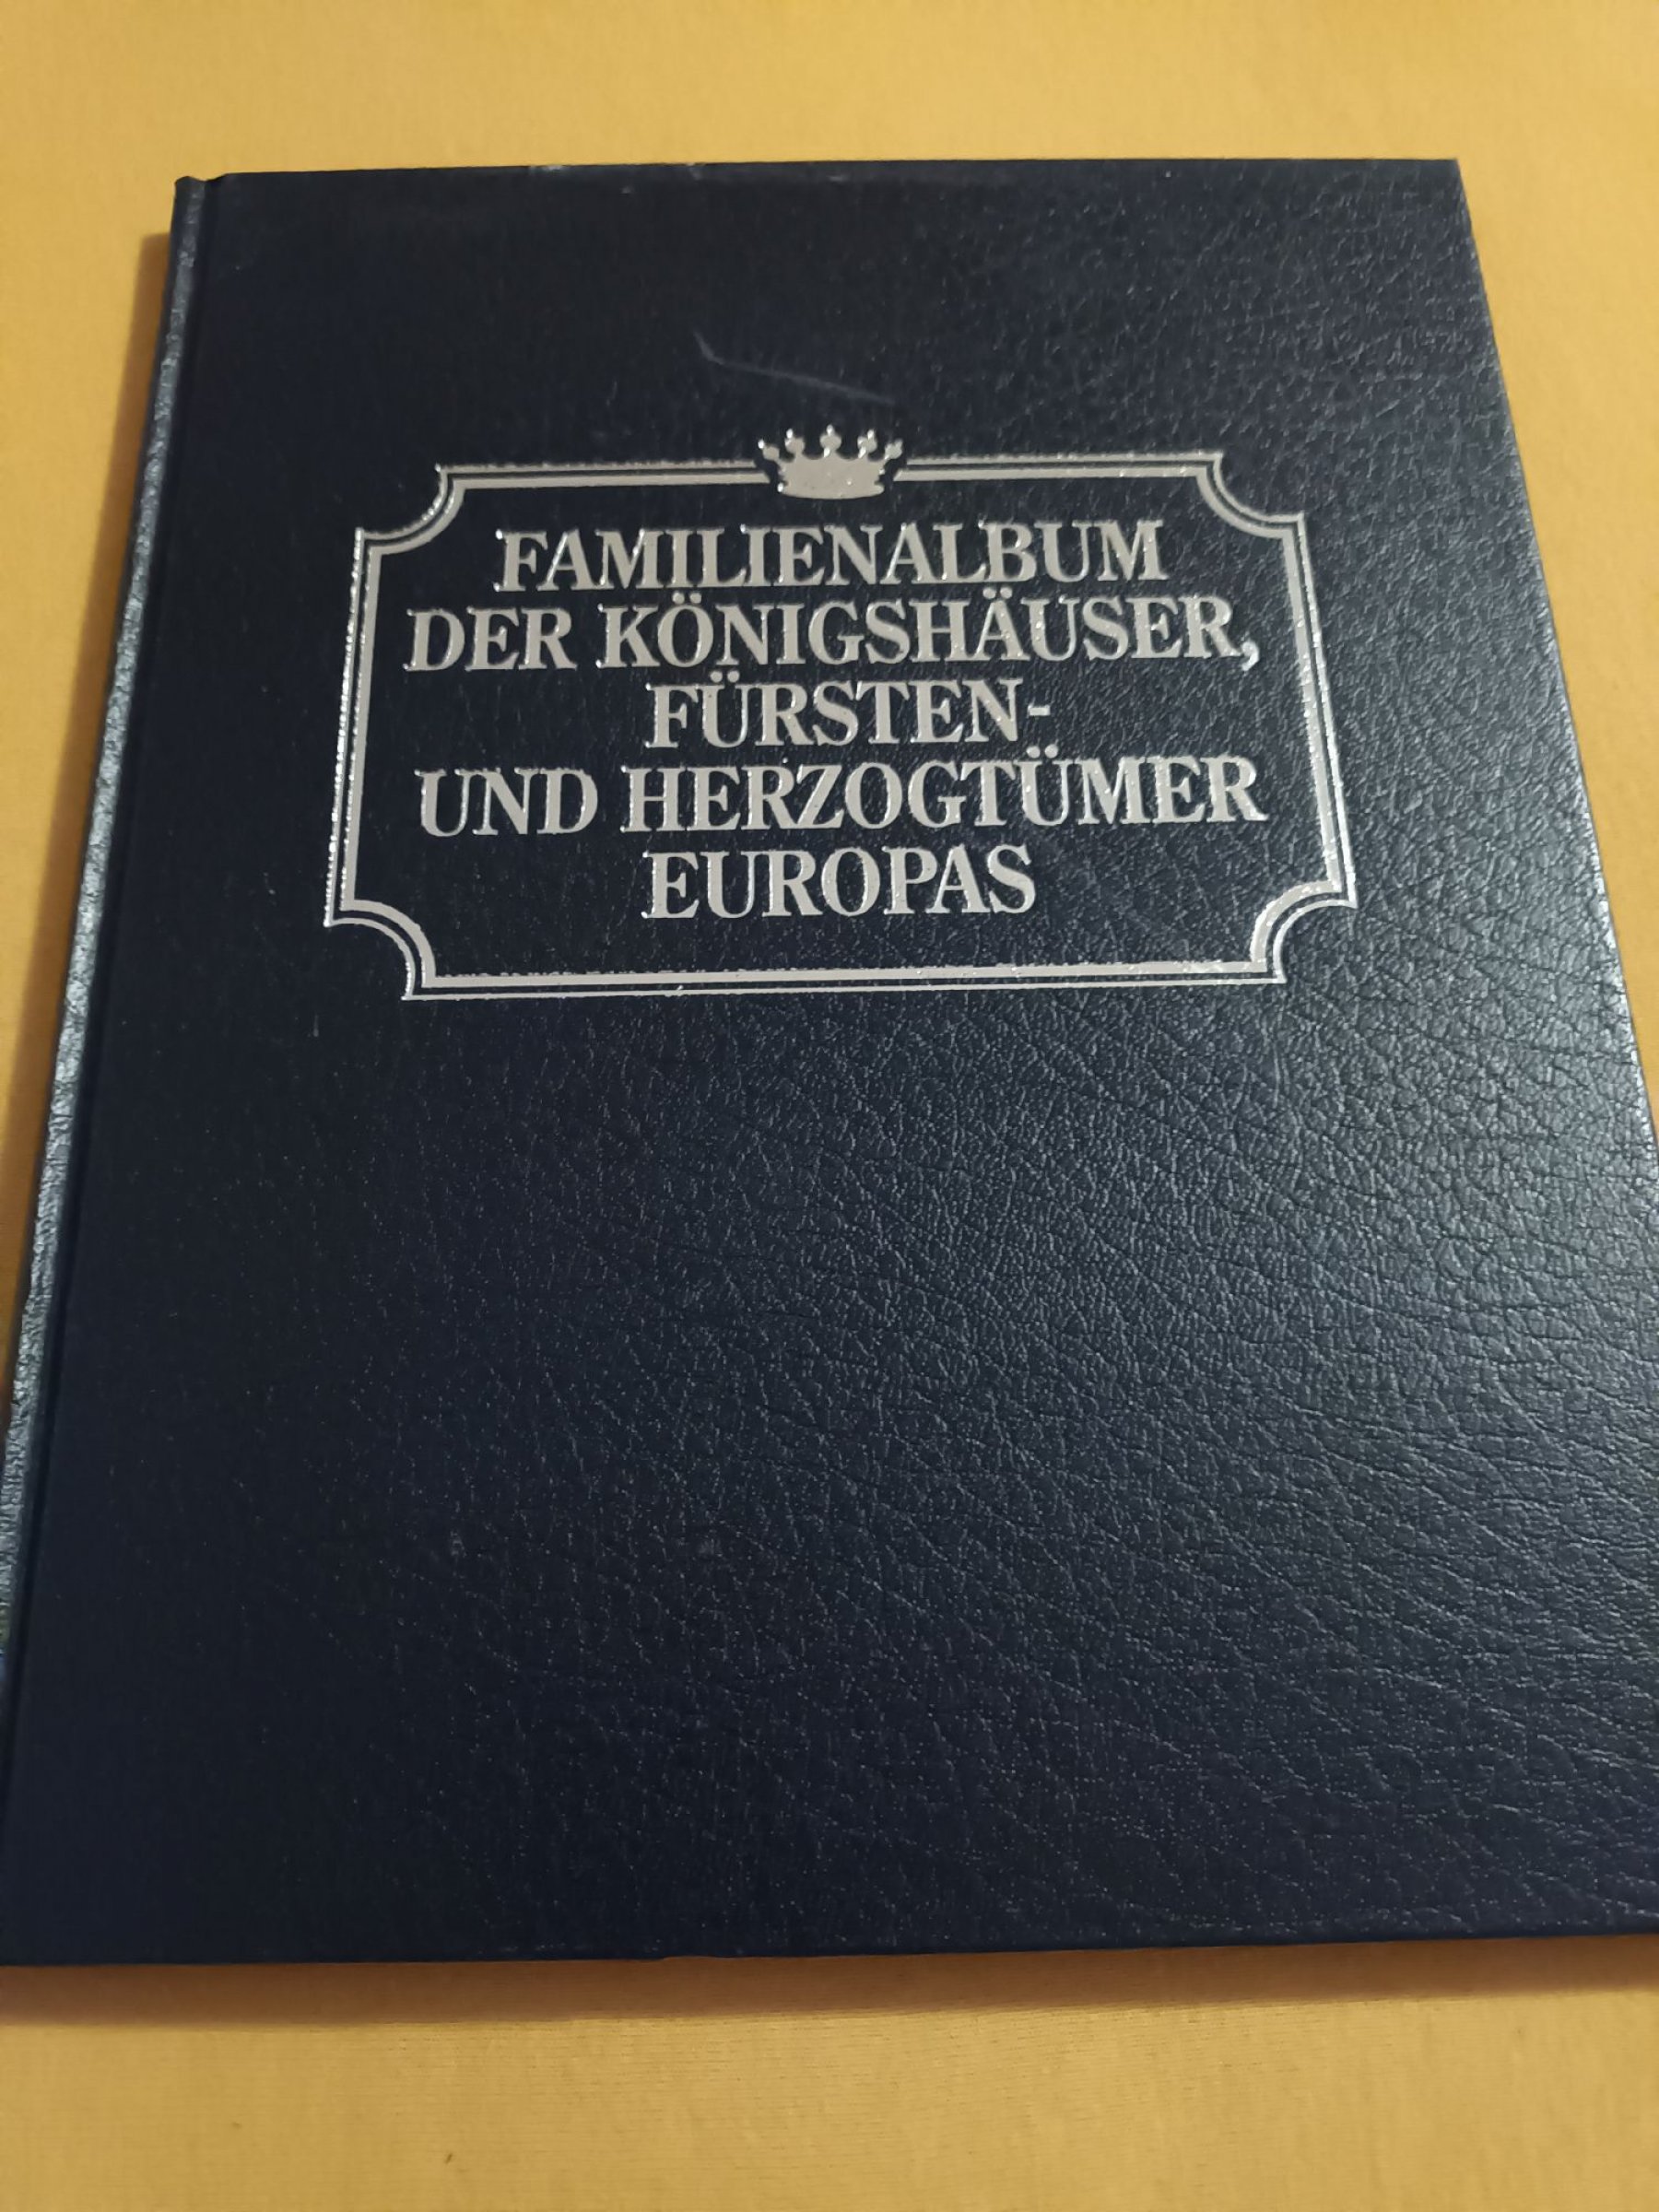 FAMILIENALBUM
DER KÖNIGSHÄUSER,
FÜRSTEN-
UND HERZOGTÜMER
EUROPAS